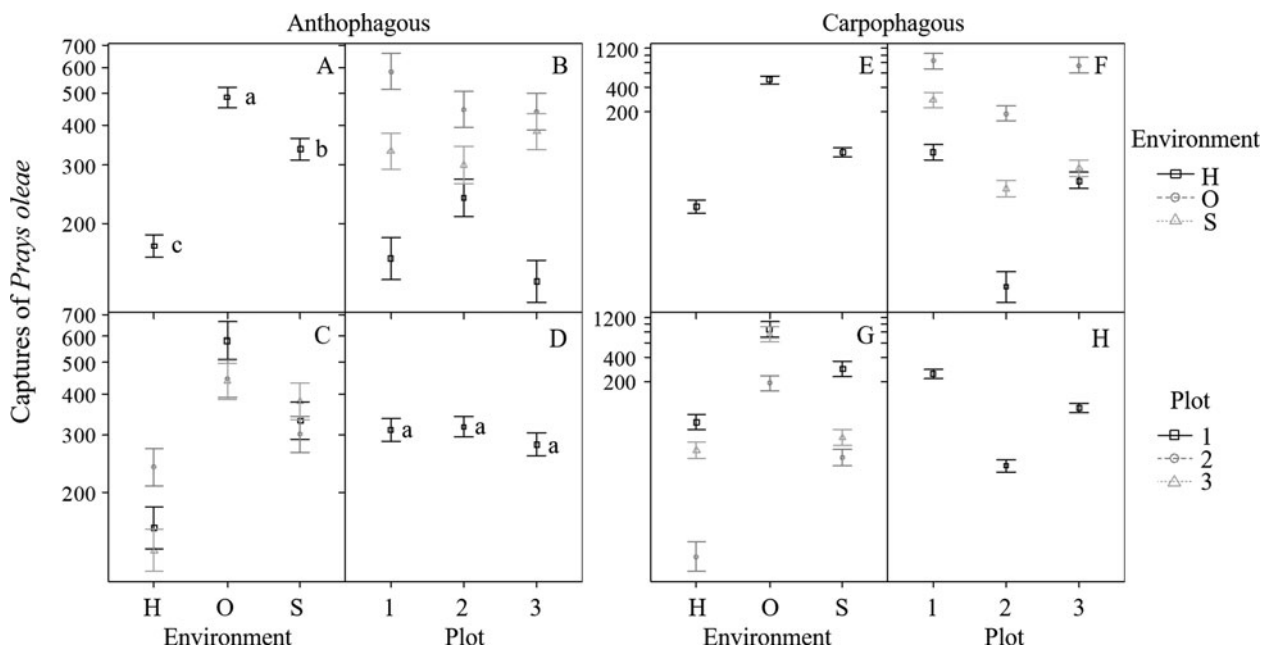 Anthophagous
Carpophagous
Captures of Prays oleae
700
600
500
400
300
200
A
a
b
c
B
1200
400
200
E
F
Environment
H
O
S
700
600
500
400
300
200
C
D
a
a
a
1200
400
200
G
H
Plot
1
2
3
H O S
1 2 3
H O S
1 2 3
Environment
Plot
Environment
Plot